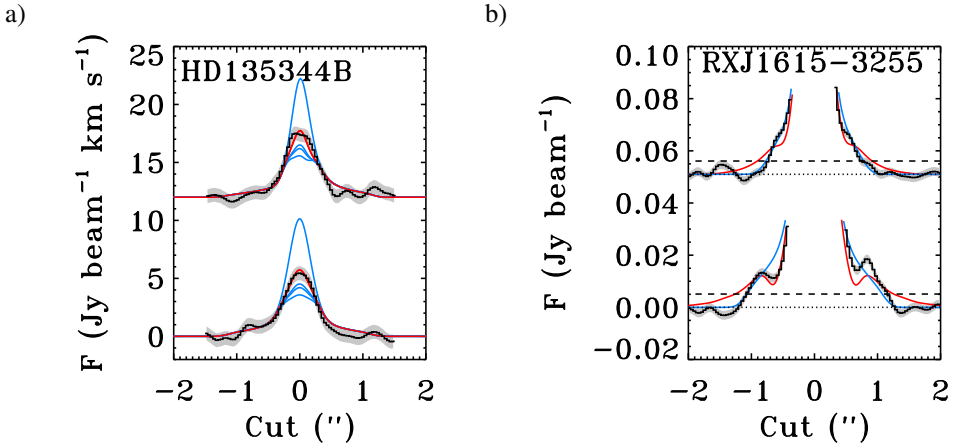 a)
b)
HD135344B
25
20
15
10
5
0
F (Jy beam⁻¹ km s⁻¹)
−2 −1 0 1 2
Cut (")
RXJ1615−3255
0.10
0.08
0.06
0.04
0.02
0.00
−0.02
F (Jy beam⁻¹)
−2 −1 0 1 2
Cut (")